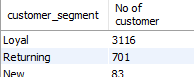 customer_segment No of customer
Loyal 3116
Returning 701
New 83